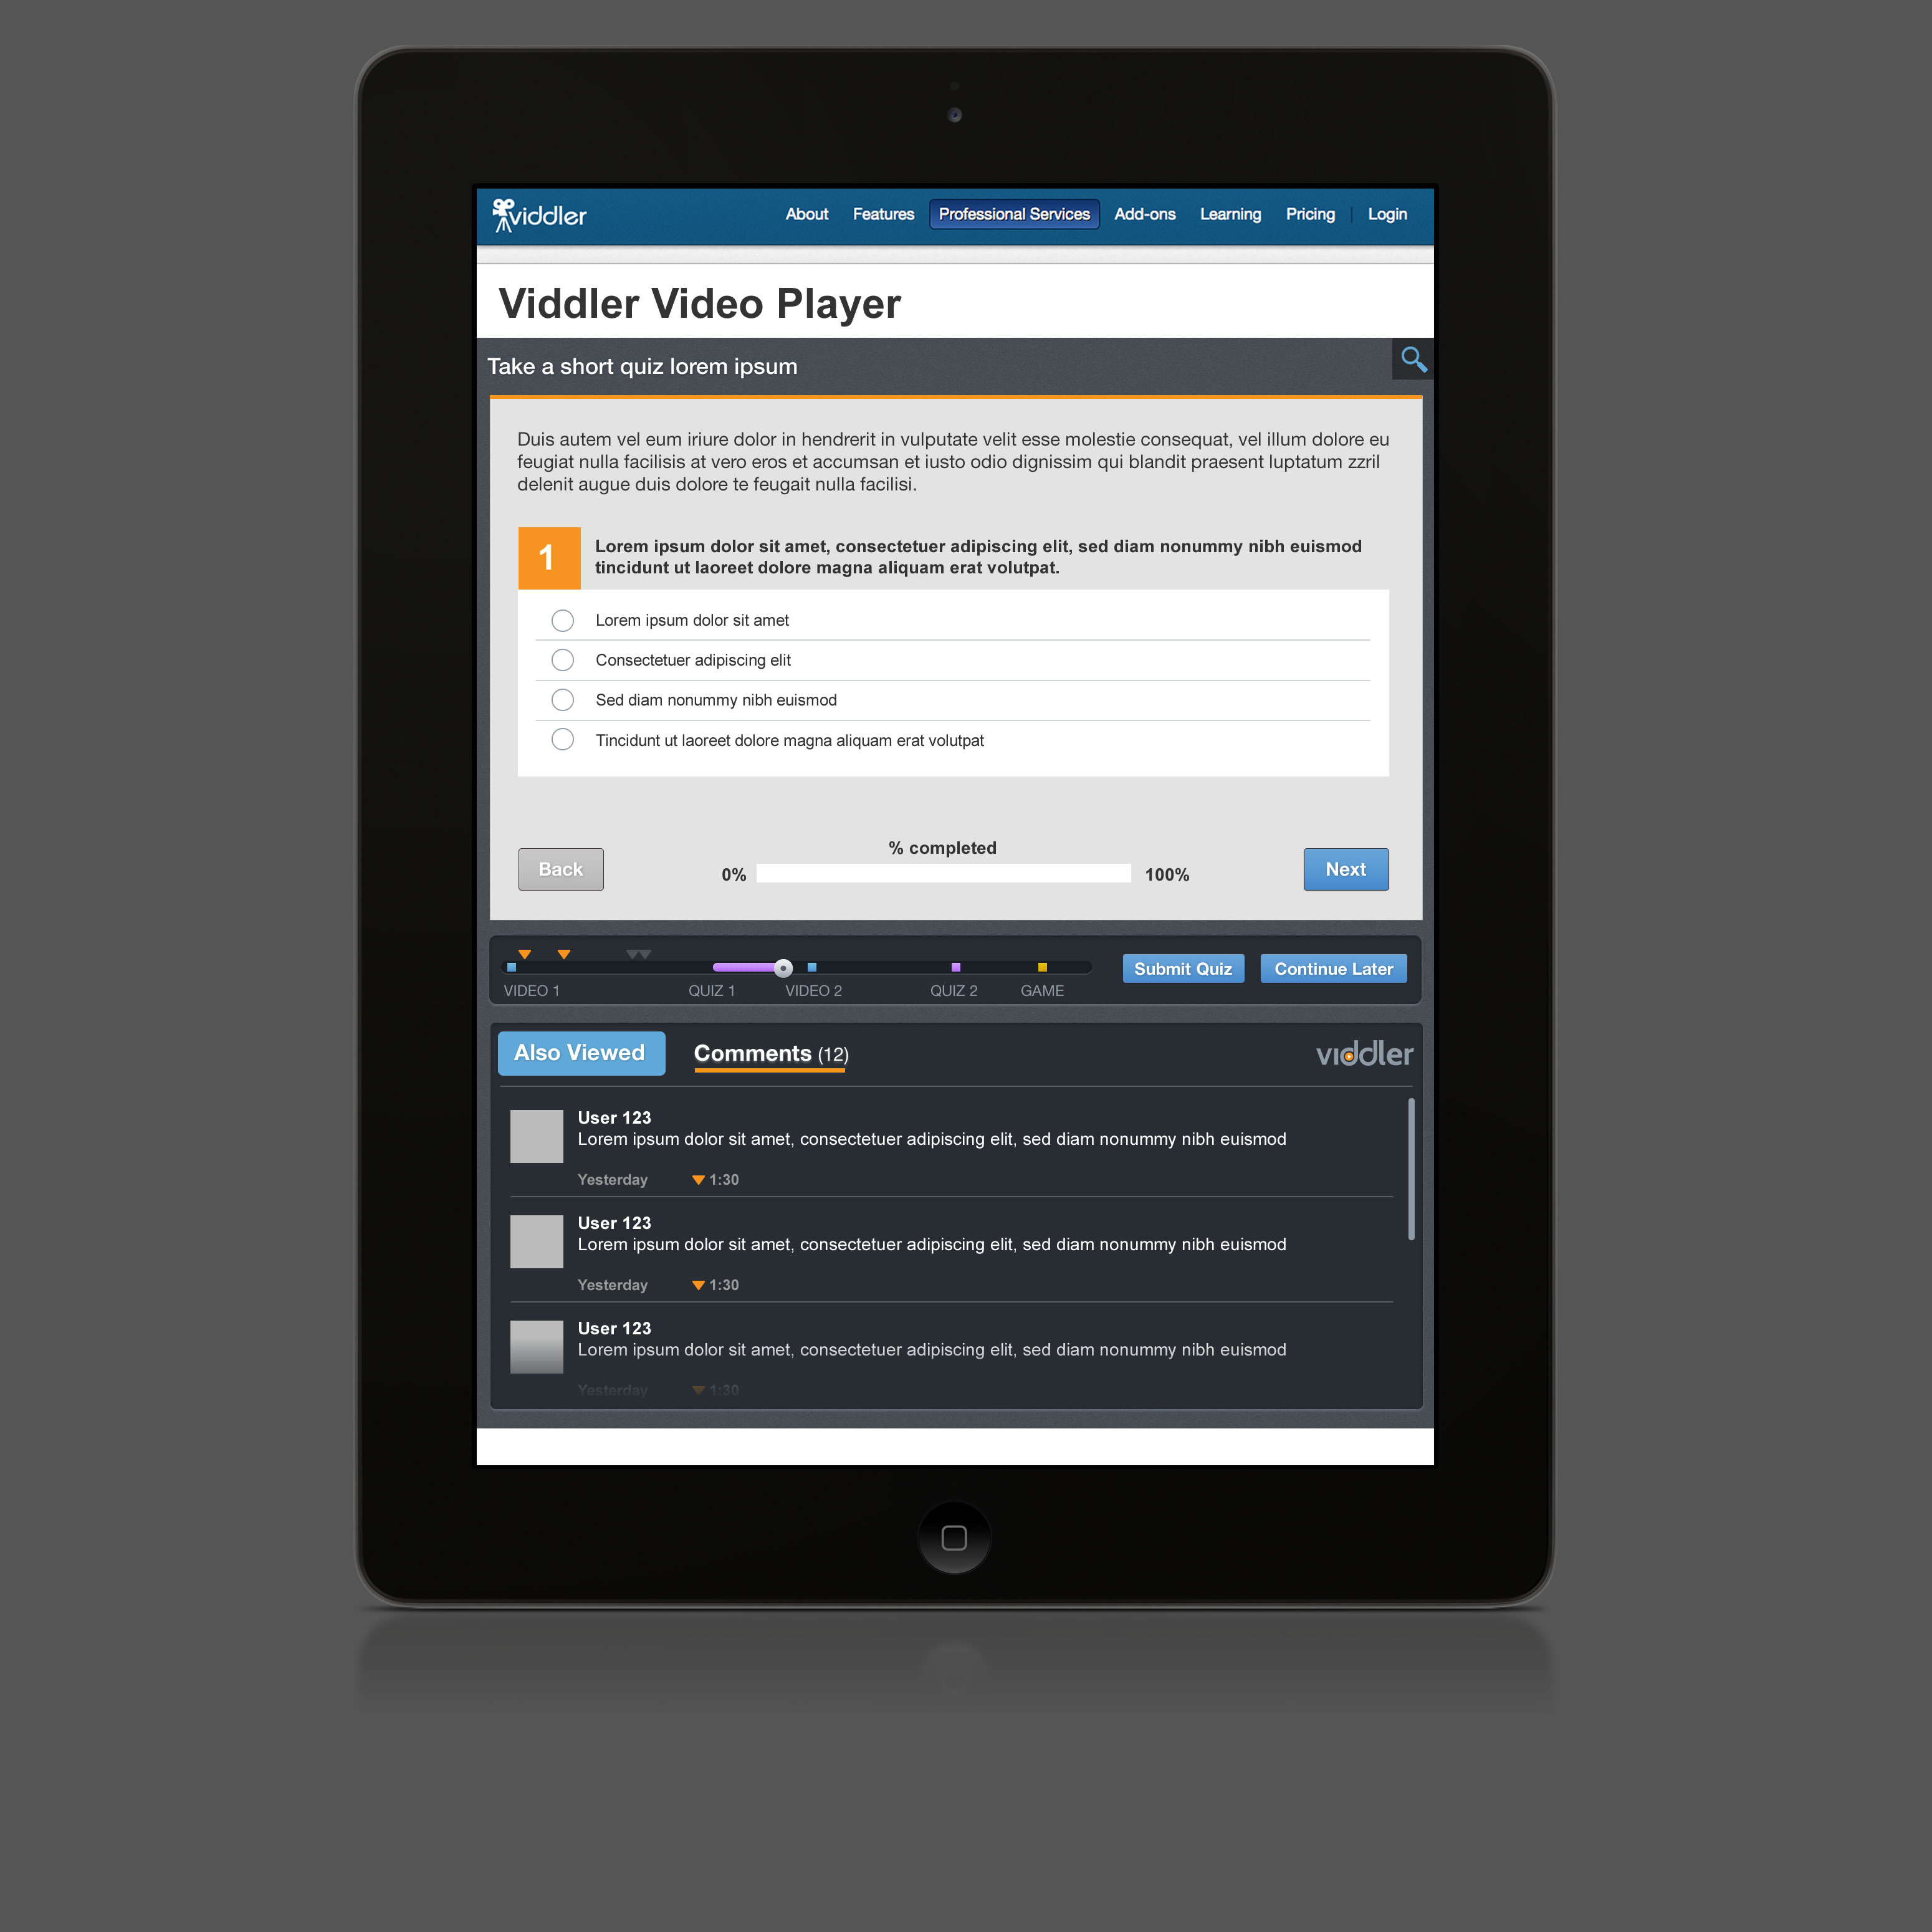 viddler
About Features Professional Services Add-ons Learning Pricing Login
Viddler Video Player
Take a short quiz lorem ipsum
Duis autem vel eum iriure dolor in hendrerit in vulputate velit esse molestie consequat, vel illum dolore eu
feugiat nulla facilisis at vero eros et accumsan et iusto odio dignissim qui blandit praesent luptatum zzril
delenit augue duis dolore te feugait nulla facilisi.
1
Lorem ipsum dolor sit amet, consectetuer adipiscing elit, sed diam nonummy nibh euismod
tincidunt ut laoreet dolore magna aliquam erat volutpat.
Lorem ipsum dolor sit amet
Consectetuer adipiscing elit
Sed diam nonummy nibh euismod
Tincidunt ut laoreet dolore magna aliquam erat volutpat
% completed
Back 0% 100% Next
VIDEO 1 QUIZ 1 VIDEO 2 QUIZ 2 GAME
Submit Quiz Continue Later
Also Viewed Comments (12) viddler
User 123
Lorem ipsum dolor sit amet, consectetuer adipiscing elit, sed diam nonummy nibh euismod
Yesterday 1:30
User 123
Lorem ipsum dolor sit amet, consectetuer adipiscing elit, sed diam nonummy nibh euismod
Yesterday 1:30
User 123
Lorem ipsum dolor sit amet, consectetuer adipiscing elit, sed diam nonummy nibh euismod
Yesterday 1:30